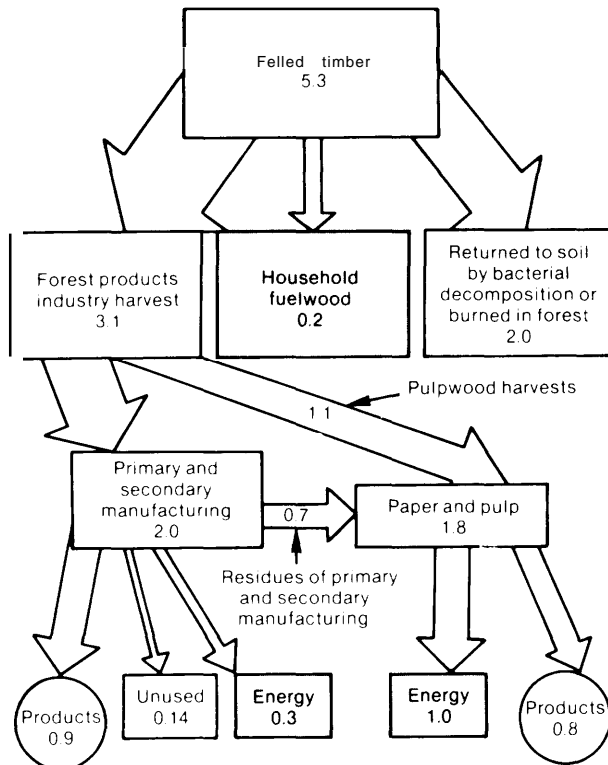 Felled timber
5.3
Forest products
industry harvest
3.1
Household
fuelwood
0.2
Returned to soil
by bacterial
decomposition or
burned in forest
2.0
Pulpwood harvests
1 1
Primary and
secondary
manufacturing
2.0
0.7
Paper and pulp
1.8
Residues of primary
and secondary
manufacturing
Products
0.9
Unused
0.14
Energy
0.3
Energy
1.0
Products
0.8